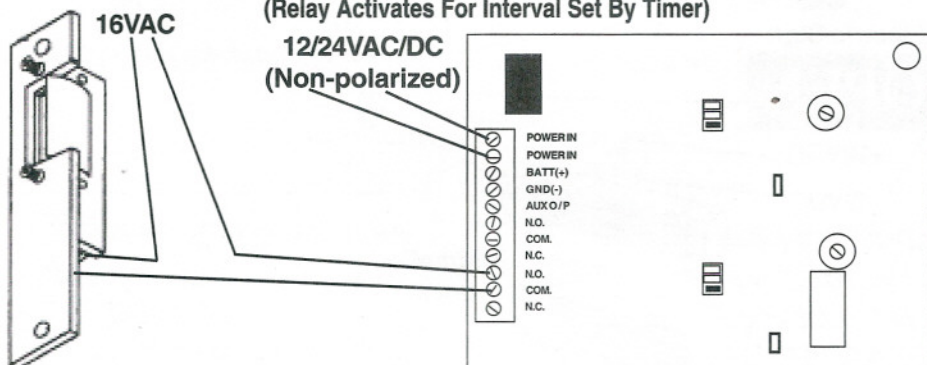 (Relay Activates For Interval Set By Timer)
16VAC
12/24VAC/DC
(Non-polarized)
POWER IN
POWER IN
BATT(+)
GND(-)
AUX O/P
N.O.
COM.
N.C.
N.O.
COM.
N.C.